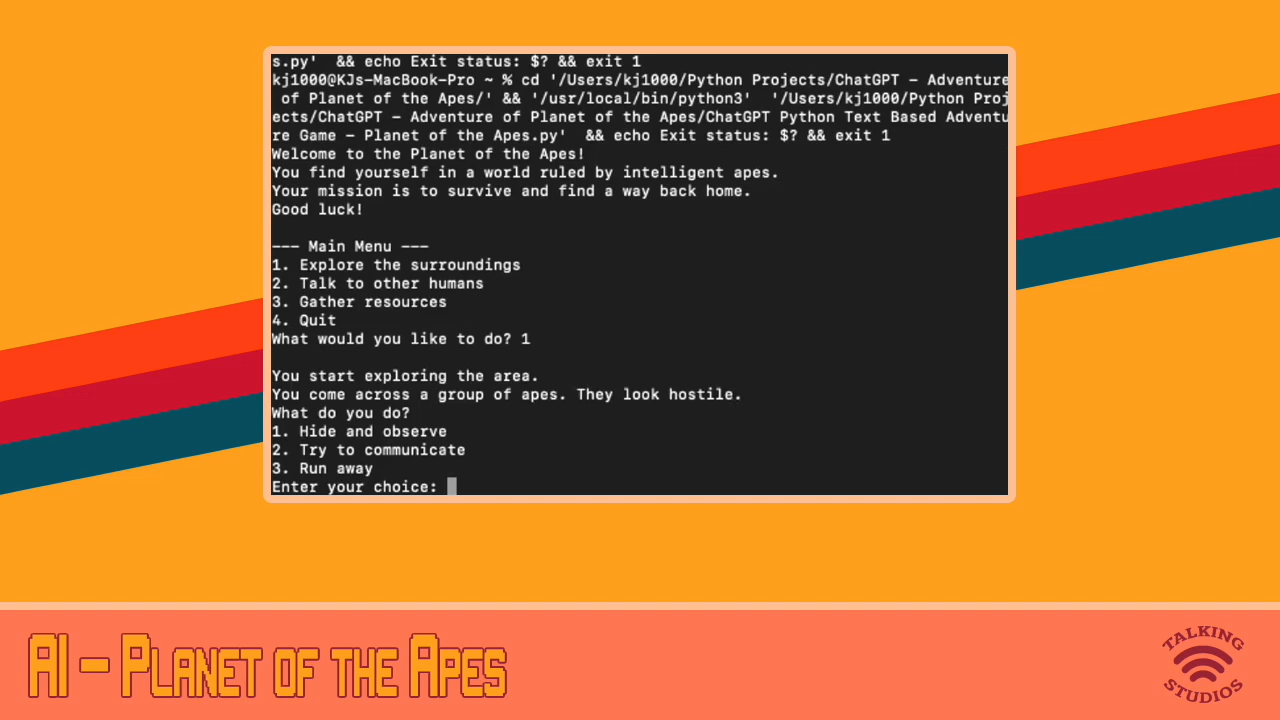 s.py'  && echo Exit status: $? && exit 1
kj1000@KJs-MacBook-Pro ~ % cd '/Users/kj1000/Python Projects/ChatGPT - Adventure
 of Planet of the Apes/' && '/usr/local/bin/python3'  '/Users/kj1000/Python Proj
ects/ChatGPT - Adventure of Planet of the Apes/ChatGPT Python Text Based Adventu
re Game - Planet of the Apes.py'  && echo Exit status: $? && exit 1
Welcome to the Planet of the Apes!
You find yourself in a world ruled by intelligent apes.
Your mission is to survive and find a way back home.
Good luck!
--- Main Menu ---
1. Explore the surroundings
2. Talk to other humans
3. Gather resources
4. Quit
What would you like to do? 1
You start exploring the area.
You come across a group of apes. They look hostile.
What do you do?
1. Hide and observe
2. Try to communicate
3. Run away
Enter your choice:
AI - Planet of the Apes
TALKING
STUDIOS